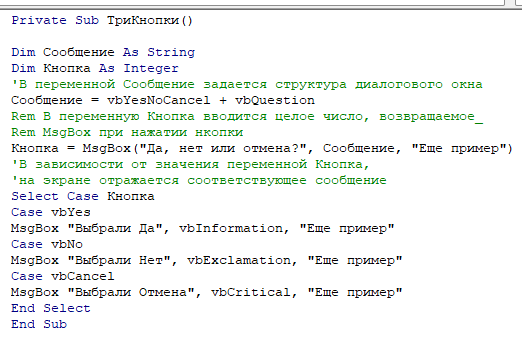 Private Sub ТриКнопки()
Dim Сообщение As String
Dim Кнопка As Integer
'В переменной Сообщение задается структура диалогового окна
Сообщение = vbYesNoCancel + vbQuestion
Rem В переменную Кнопка вводится целое число, возвращаемое_
Rem MsgBox при нажатии нкопки
Кнопка = MsgBox("Да, нет или отмена?", Сообщение, "Еще пример")
'В зависимости от значения переменной Кнопка,
'на экране отражается соответствующее сообщение
Select Case Кнопка
Case vbYes
MsgBox "Выбрали Да", vbInformation, "Еще пример"
Case vbNo
MsgBox "Выбрали Нет", vbExclamation, "Еще пример"
Case vbCancel
MsgBox "Выбрали Отмена", vbCritical, "Еще пример"
End Select
End Sub